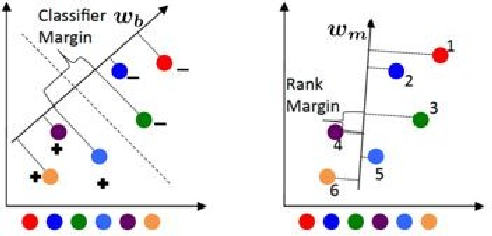 Classifier w_b
Margin
−
−
−
+
+
+
w_m
1
2
Rank
Margin
3
4
5
6